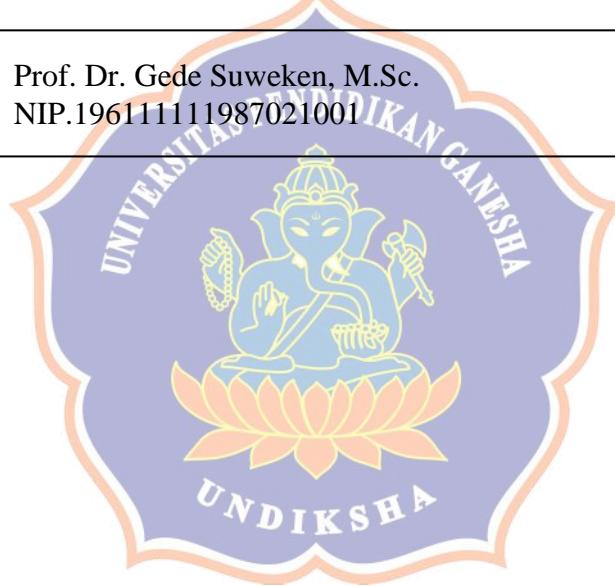 Prof. Dr. Gede Suweken, M.Sc.
NIP.196111111987021001
UNIVERSITAS PENDIDIKAN GANESHA
UNDIKSHA